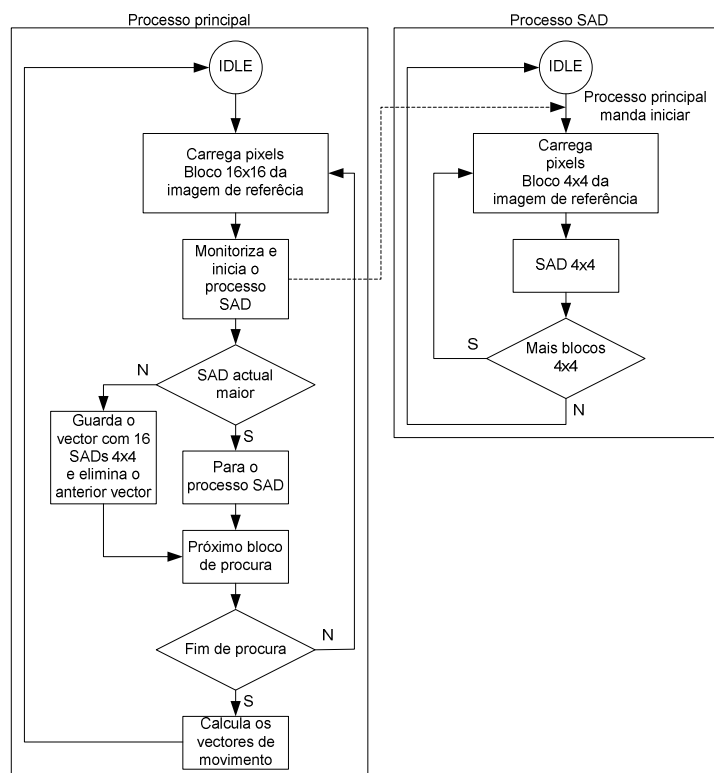 Processo principal
IDLE
Carrega pixels
Bloco 16x16 da
imagem de referêcia
Monitoriza e
inicia o
processo
SAD
SAD actual
maior
N
S
Guarda o
vector com 16
SADs 4x4
e elimina o
anterior vector
Para o
processo SAD
Próximo bloco
de procura
Fim de procura
N
S
Calcula os
vectores de
movimento
Processo SAD
IDLE
Processo principal
manda iniciar
Carrega
pixels
Bloco 4x4 da
imagem de referência
SAD 4x4
Mais blocos
4x4
S
N